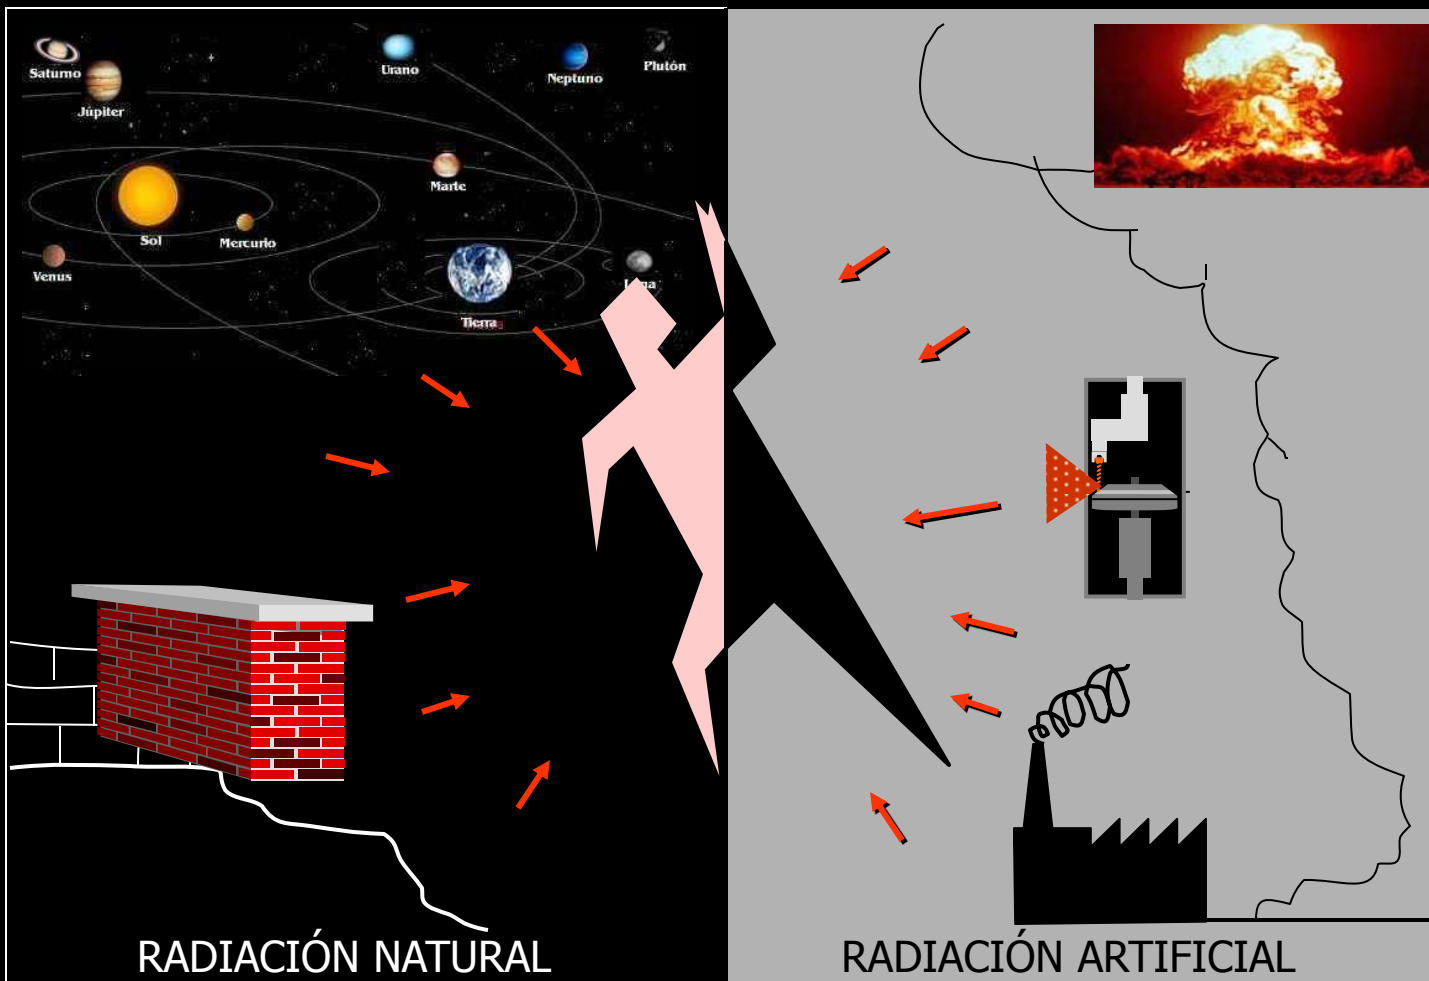 Saturno
Júpiter
Urano
Neptuno
Plutón
Marte
Sol
Mercurio
Venus
Tierra
RADIACIÓN NATURAL
RADIACIÓN ARTIFICIAL